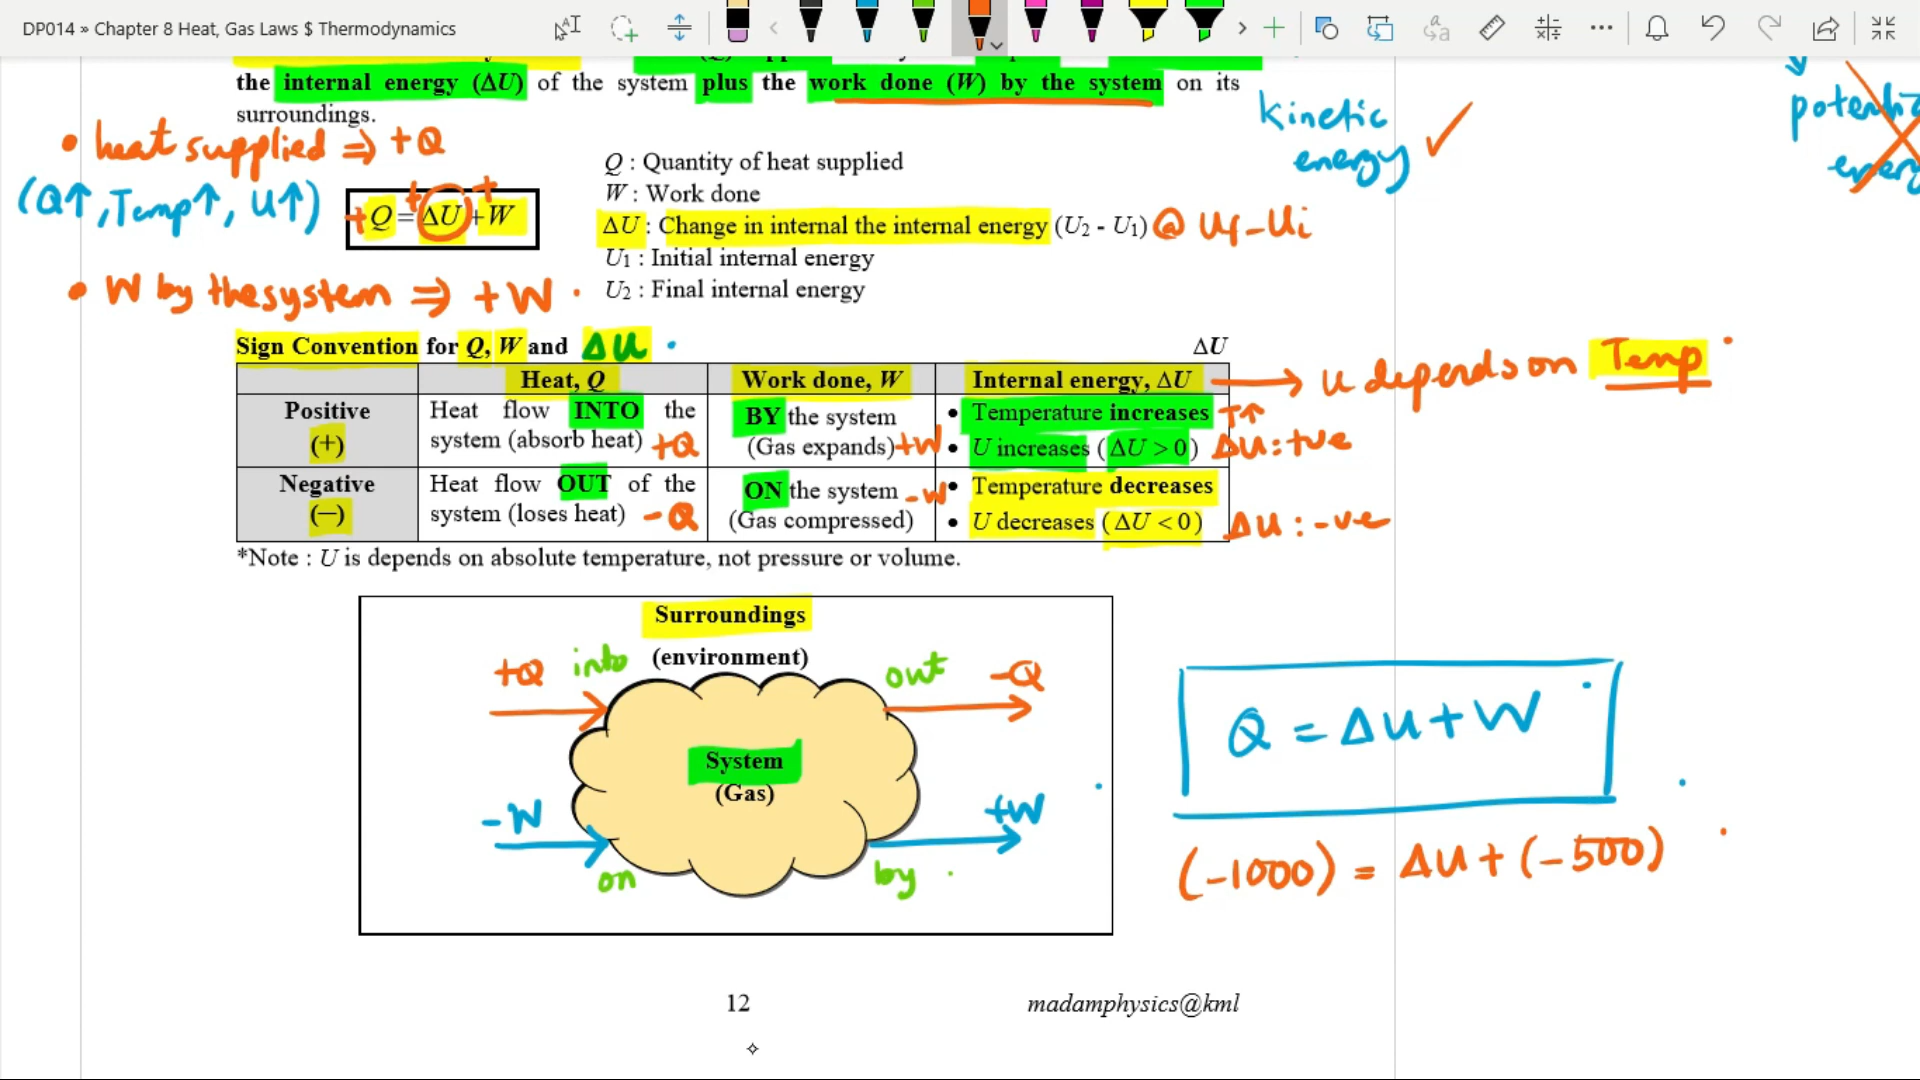 DP014 » Chapter 8 Heat, Gas Laws $ Thermodynamics
the internal energy (ΔU) of the system plus the work done (W) by the system on its
surroundings.
kinetic
energy
• heat supplied ⇒ +Q
(Q↑, Temp↑, U↑)
+Q = +ΔU + +W
Q : Quantity of heat supplied
W : Work done
ΔU : Change in internal the internal energy (U2 - U1) @ Uf - Ui
U1 : Initial internal energy
U2 : Final internal energy
• W by the system ⇒ +W
Sign Convention for Q, W and ΔU
ΔU
Heat, Q Work done, W Internal energy, ΔU → U depends on Temp
Positive
(+)
Heat flow INTO the
system (absorb heat) +Q
BY the system
(Gas expands) +W
• Temperature increases T↑
• U increases (ΔU > 0) ΔU : +ve
Negative
(—)
Heat flow OUT of the
system (loses heat) -Q
ON the system -W
(Gas compressed)
• Temperature decreases
• U decreases (ΔU < 0) ΔU : -ve
*Note : U is depends on absolute temperature, not pressure or volume.
Surroundings
(environment)
+Q into
out -Q
System
(Gas)
-W
on
+W
by
Q = ΔU + W
(-1000) = ΔU + (-500)
12
madamphysics@kml